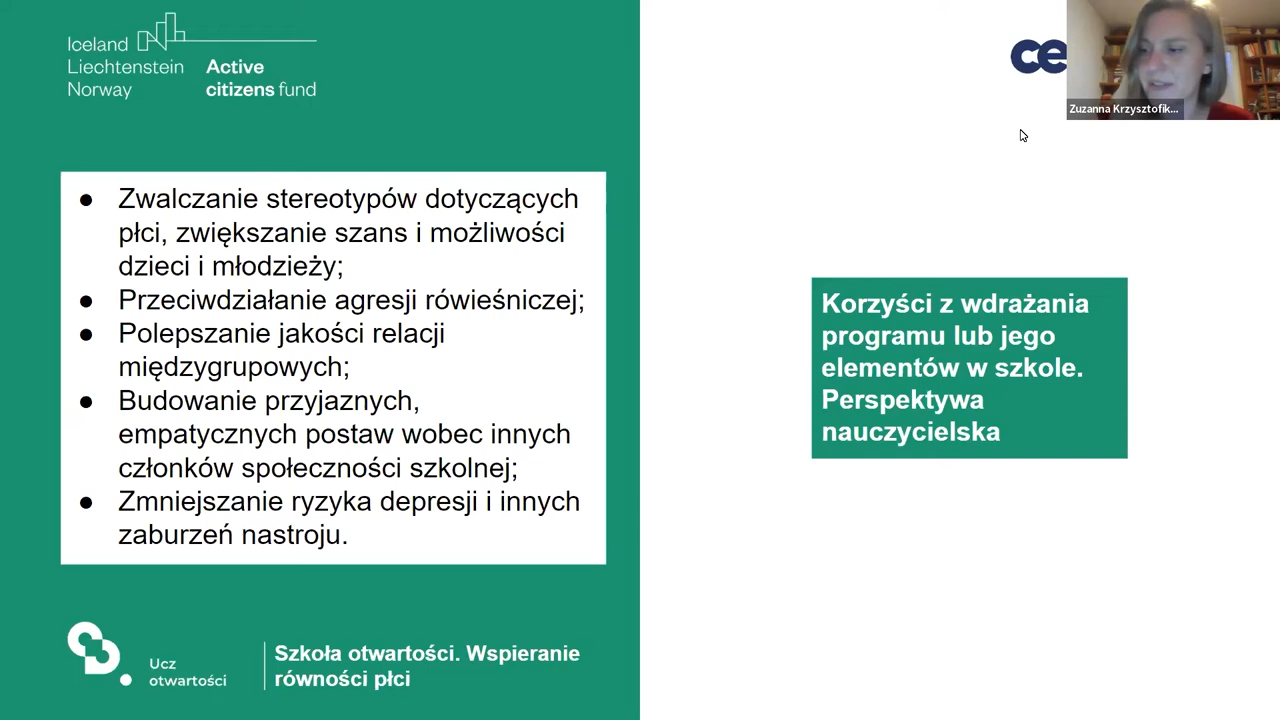 Iceland
Liechtenstein
Norway
Active
citizens fund
ce
Zuzanna Krzysztofik...
● Zwalczanie stereotypów dotyczących
płci, zwiększanie szans i możliwości
dzieci i młodzieży;
● Przeciwdziałanie agresji rówieśniczej;
● Polepszanie jakości relacji
międzygrupowych;
● Budowanie przyjaznych,
empatycznych postaw wobec innych
członków społeczności szkolnej;
● Zmniejszanie ryzyka depresji i innych
zaburzeń nastroju.
Korzyści z wdrażania
programu lub jego
elementów w szkole.
Perspektywa
nauczycielska
Ucz
otwartości
Szkoła otwartości. Wspieranie
równości płci